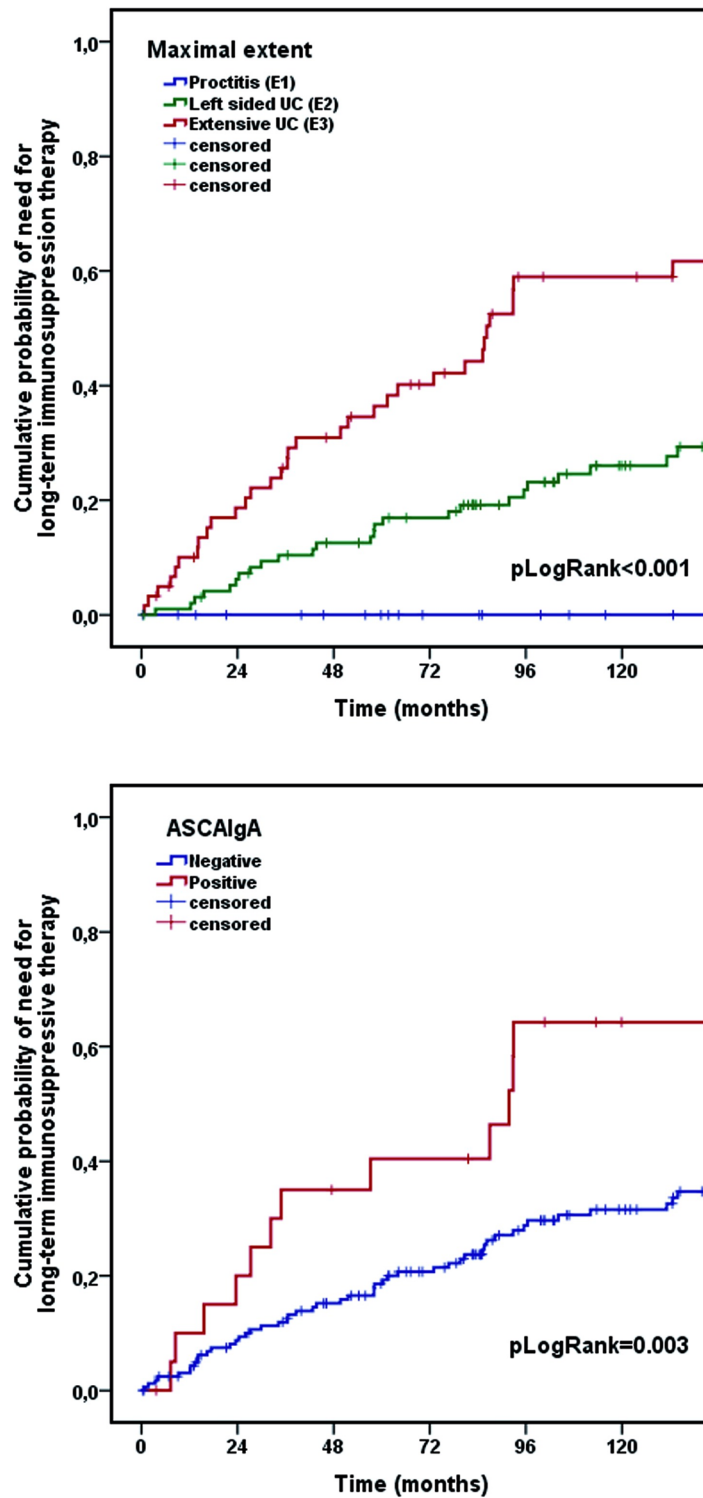 Maximal extent
Proctitis (E1)
Left sided UC (E2)
Extensive UC (E3)
censored
censored
censored
Cumulative probability of need for
long-term immunosuppression therapy
1,0
0,8
0,6
0,4
0,2
0,0
pLogRank<0.001
0 24 48 72 96 120
Time (months)
ASCAIgA
Negative
Positive
censored
censored
Cumulative probability of need for
long-term immunosuppressive therapy
1,0
0,8
0,6
0,4
0,2
0,0
pLogRank=0.003
0 24 48 72 96 120
Time (months)